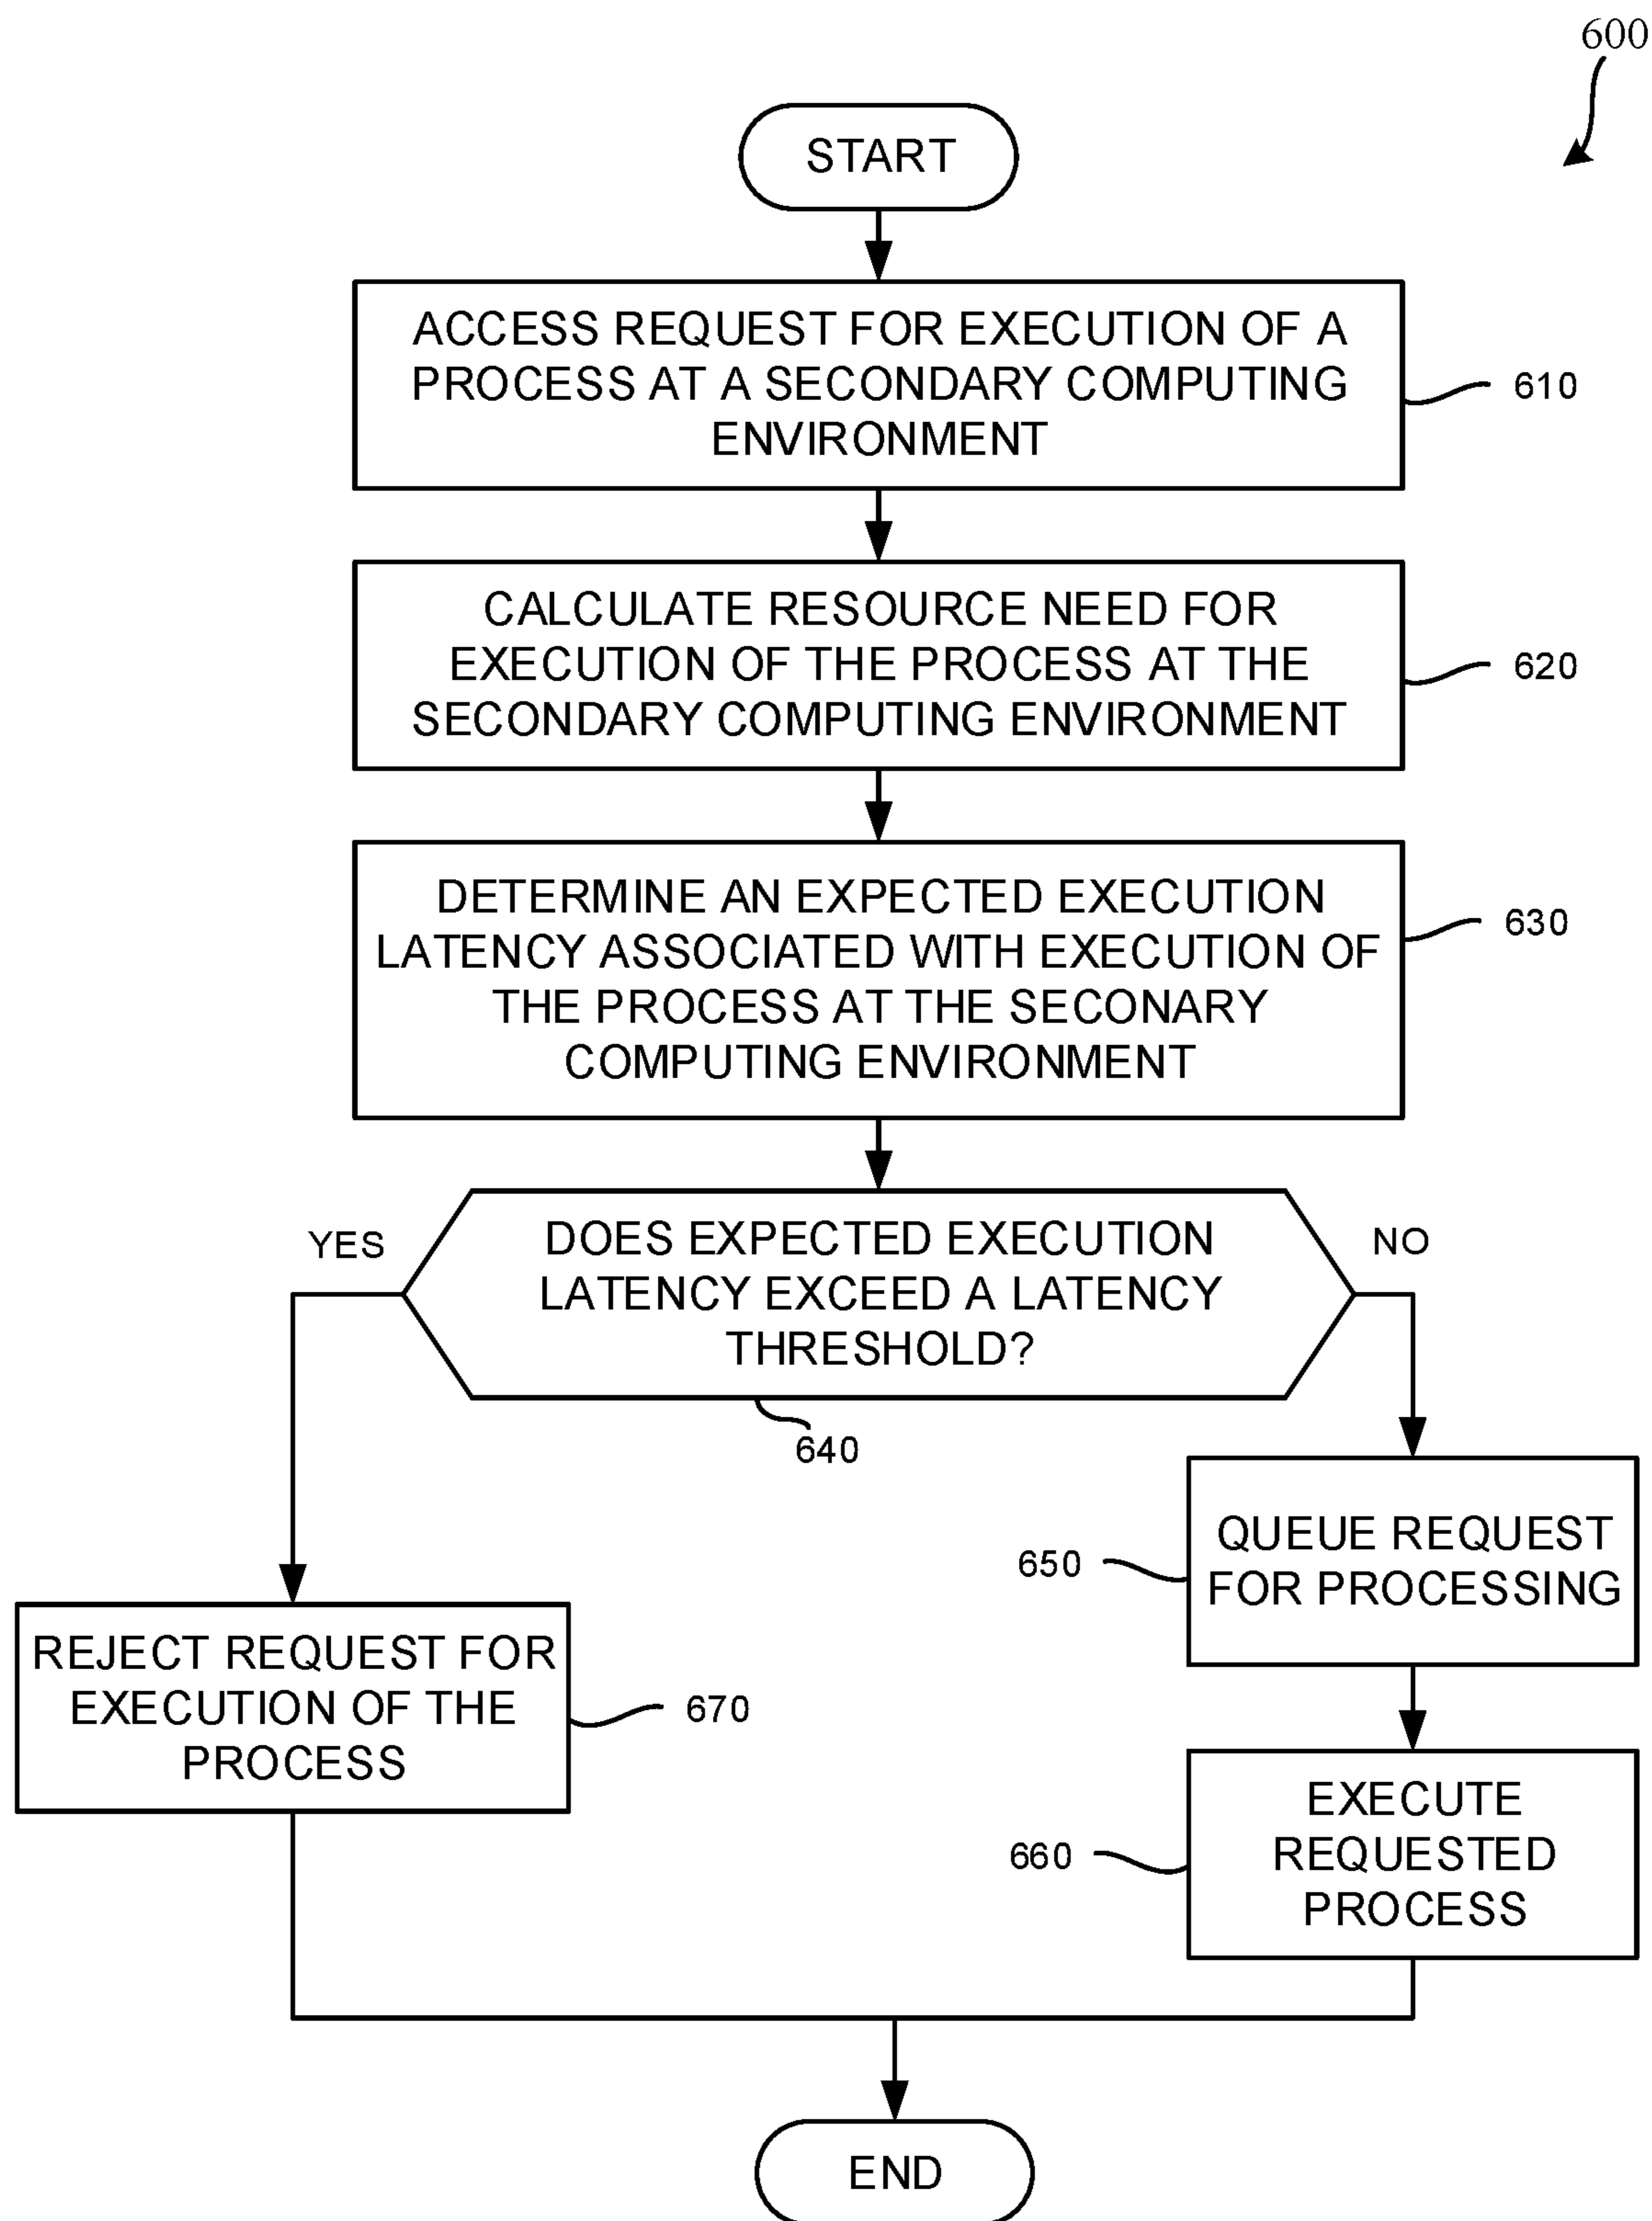 600
START
ACCESS REQUEST FOR EXECUTION OF A
PROCESS AT A SECONDARY COMPUTING
ENVIRONMENT
610
CALCULATE RESOURCE NEED FOR
EXECUTION OF THE PROCESS AT THE
SECONDARY COMPUTING ENVIRONMENT
620
DETERMINE AN EXPECTED EXECUTION
LATENCY ASSOCIATED WITH EXECUTION OF
THE PROCESS AT THE SECONARY
COMPUTING ENVIRONMENT
630
YES
DOES EXPECTED EXECUTION
LATENCY EXCEED A LATENCY
THRESHOLD?
NO
640
QUEUE REQUEST
FOR PROCESSING
650
REJECT REQUEST FOR
EXECUTION OF THE
PROCESS
670
EXECUTE
REQUESTED
PROCESS
660
END